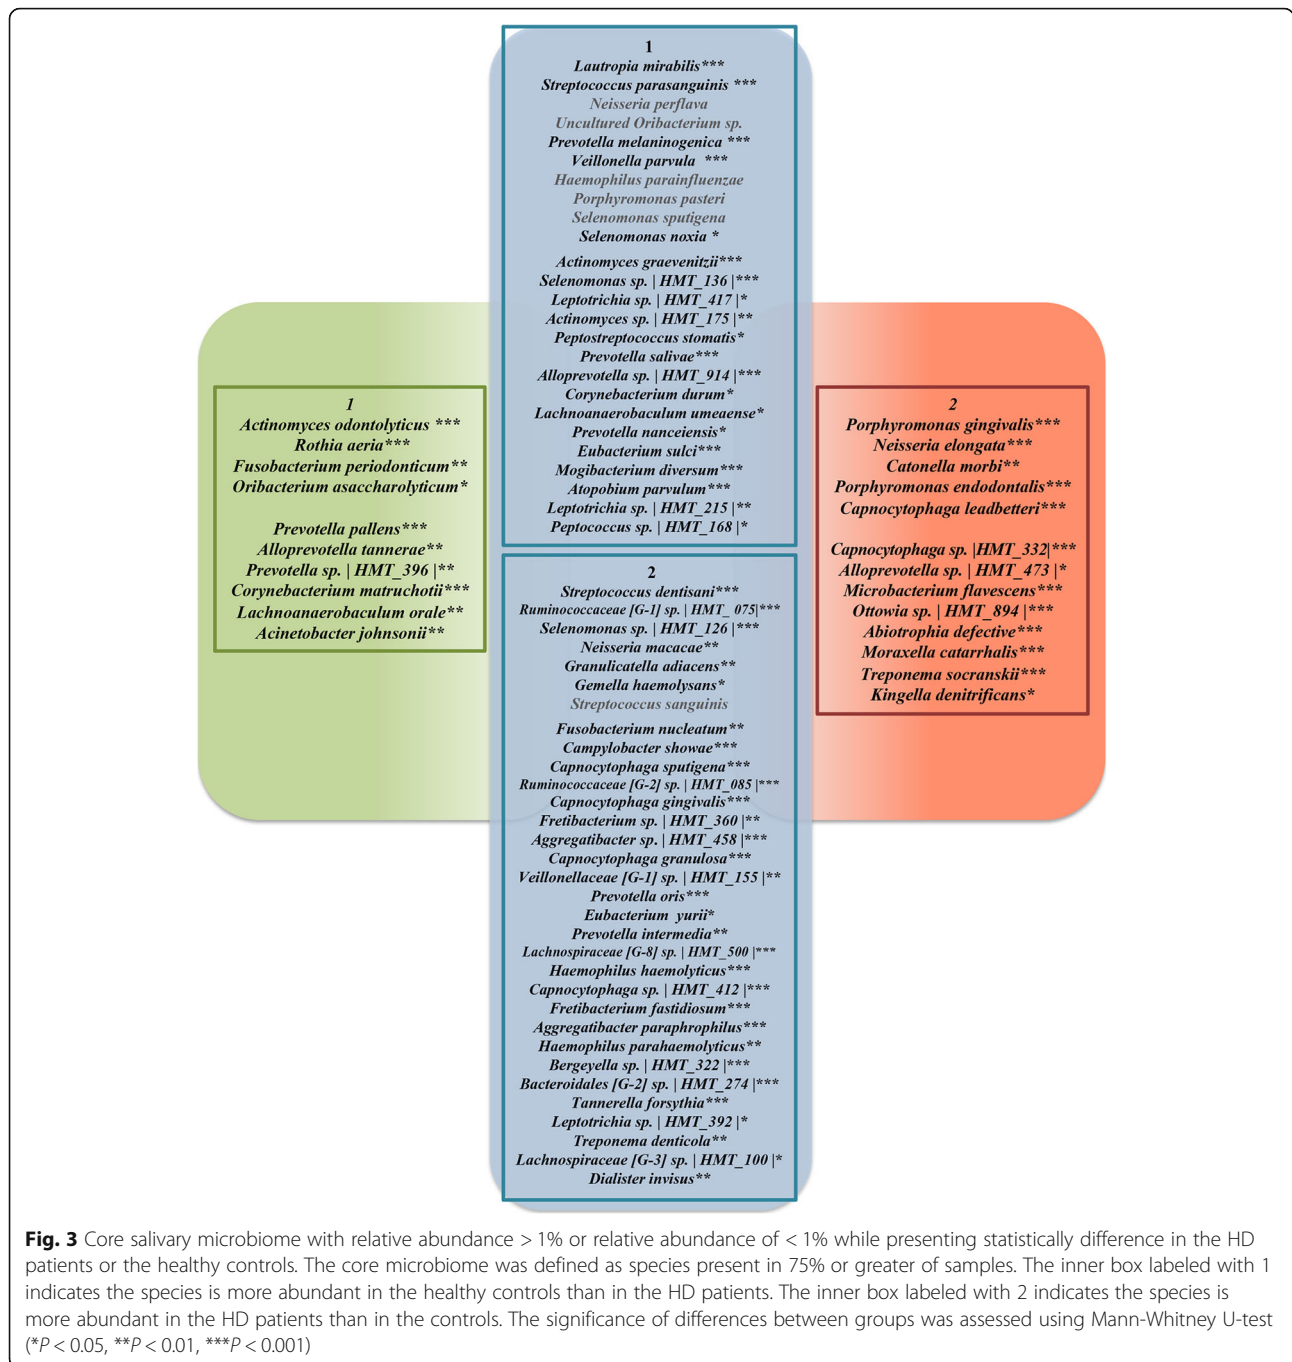 1
Lautropia mirabilis***
Streptococcus parasanguinis ***
Neisseria perflava
Uncultured Oribacterium sp.
Prevotella melaninogenica ***
Veillonella parvula ***
Haemophilus parainfluenzae
Porphyromonas pasteri
Selenomonas sputigena
Selenomonas noxia *
Actinomyces graevenitzii***
Selenomonas sp. | HMT_136 |***
Leptotrichia sp. | HMT_417 |*
Actinomyces sp. | HMT_175 |**
Peptostreptococcus stomatis*
Prevotella salivae***
Alloprevotella sp. | HMT_914 |***
Corynebacterium durum*
Lachnoanaerobaculum umeaense*
Prevotella nanceiensis*
Eubacterium sulci***
Mogibacterium diversum***
Atopobium parvulum***
Leptotrichia sp. | HMT_215 |**
Peptococcus sp. | HMT_168 |*
1
Actinomyces odontolyticus ***
Rothia aeria***
Fusobacterium periodonticum**
Oribacterium asaccharolyticum*
Prevotella pallens***
Alloprevotella tannerae**
Prevotella sp. | HMT_396 |**
Corynebacterium matruchotii***
Lachnoanaerobaculum orale**
Acinetobacter johnsonii**
2
Porphyromonas gingivalis***
Neisseria elongata***
Catonella morbi**
Porphyromonas endodontalis***
Capnocytophaga leadbetteri***
Capnocytophaga sp. |HMT_332|***
Alloprevotella sp. | HMT_473 |*
Microbacterium flavescens***
Ottowia sp. | HMT_894 |***
Abiotrophia defective***
Moraxella catarrhalis***
Treponema socranskii***
Kingella denitrificans*
2
Streptococcus dentisani***
Ruminococcaceae [G-1] sp. | HMT_ 075|***
Selenomonas sp. | HMT_126 |***
Neisseria macacae**
Granulicatella adiacens**
Gemella haemolysans*
Streptococcus sanguinis
Fusobacterium nucleatum**
Campylobacter showae***
Capnocytophaga sputigena***
Ruminococcaceae [G-2] sp. | HMT_085 |***
Capnocytophaga gingivalis***
Fretibacterium sp. | HMT_360 |**
Aggregatibacter sp. | HMT_458 |***
Capnocytophaga granulosa***
Veillonellaceae [G-1] sp. | HMT_155 |**
Prevotella oris***
Eubacterium yurii*
Prevotella intermedia**
Lachnospiraceae [G-8] sp. | HMT_500 |***
Haemophilus haemolyticus***
Capnocytophaga sp. | HMT_412 |***
Fretibacterium fastidiosum***
Aggregatibacter paraphrophilus***
Haemophilus parahaemolyticus**
Bergeyella sp. | HMT_322 |***
Bacteroidales [G-2] sp. | HMT_274 |***
Tannerella forsythia***
Leptotrichia sp. | HMT_392 |*
Treponema denticola**
Lachnospiraceae [G-3] sp. | HMT_100 |*
Dialister invisus**
Fig. 3 Core salivary microbiome with relative abundance > 1% or relative abundance of < 1% while presenting statistically difference in the HD
patients or the healthy controls. The core microbiome was defined as species present in 75% or greater of samples. The inner box labeled with 1
indicates the species is more abundant in the healthy controls than in the HD patients. The inner box labeled with 2 indicates the species is
more abundant in the HD patients than in the controls. The significance of differences between groups was assessed using Mann-Whitney U-test
(*P < 0.05, **P < 0.01, ***P < 0.001)